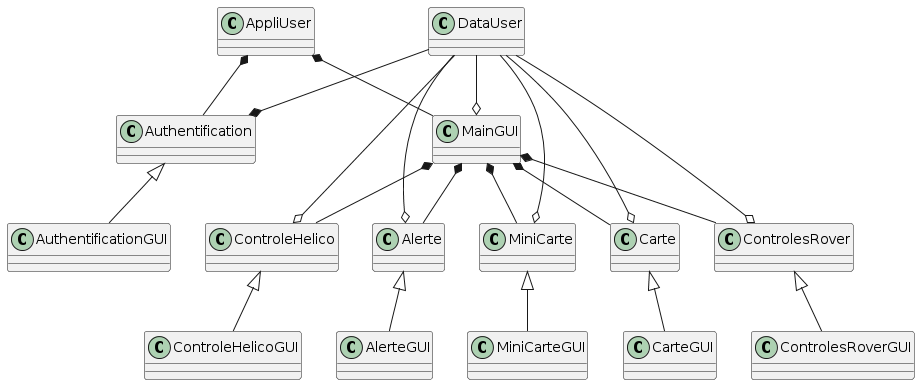 C AppliUser
C DataUser
C Authentification
C MainGUI
C AuthentificationGUI
C ControleHelico
C Alerte
C MiniCarte
C Carte
C ControlesRover
C ControleHelicoGUI
C AlerteGUI
C MiniCarteGUI
C CarteGUI
C ControlesRoverGUI